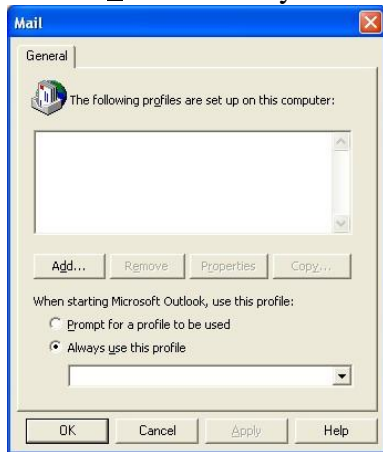 Mail
General
The following profiles are set up on this computer:
Add... Remove Properties Copy...
When starting Microsoft Outlook, use this profile:
Prompt for a profile to be used
Always use this profile
OK Cancel Apply Help